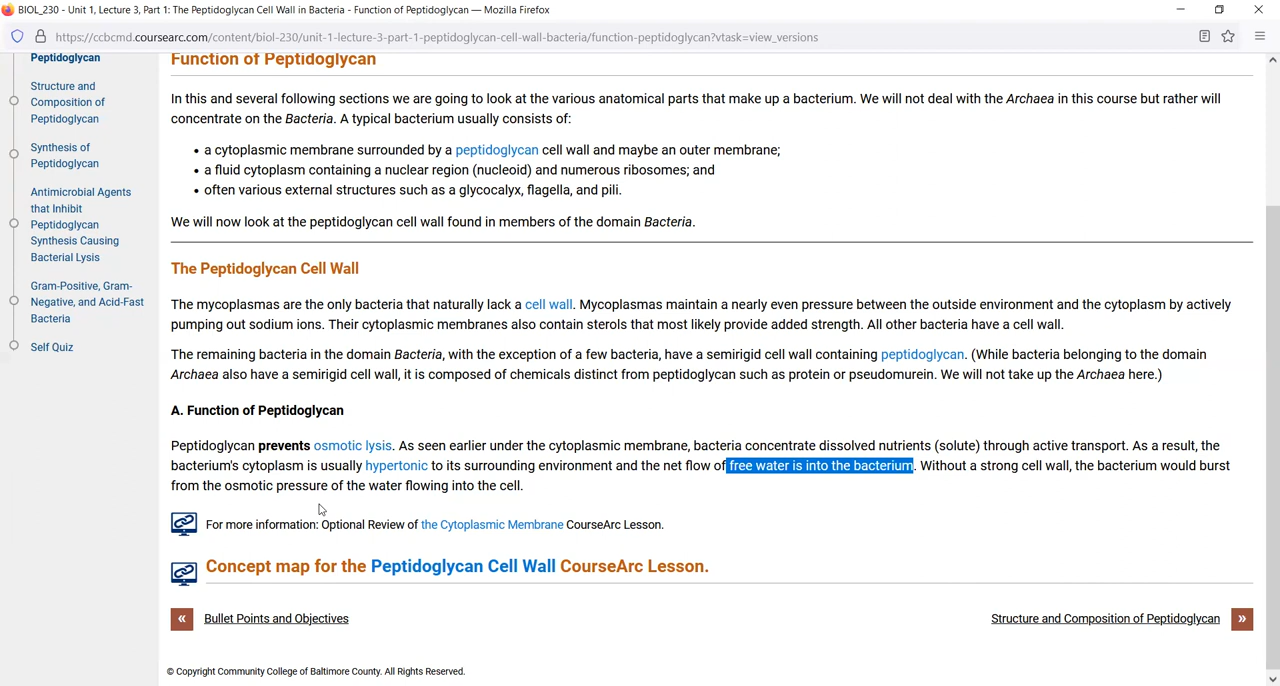 BIOL_230 - Unit 1, Lecture 3, Part 1: The Peptidoglycan Cell Wall in Bacteria - Function of Peptidoglycan — Mozilla Firefox
https://ccbcmd.coursearc.com/content/biol-230/unit-1-lecture-3-part-1-peptidoglycan-cell-wall-bacteria/function-peptidoglycan?vtask=view_versions
Peptidoglycan
Structure and
Composition of
Peptidoglycan
Synthesis of
Peptidoglycan
Antimicrobial Agents
that Inhibit
Peptidoglycan
Synthesis Causing
Bacterial Lysis
Gram-Positive, Gram-
Negative, and Acid-Fast
Bacteria
Self Quiz
Function of Peptidoglycan
In this and several following sections we are going to look at the various anatomical parts that make up a bacterium. We will not deal with the Archaea in this course but rather will
concentrate on the Bacteria. A typical bacterium usually consists of:
• a cytoplasmic membrane surrounded by a peptidoglycan cell wall and maybe an outer membrane;
• a fluid cytoplasm containing a nuclear region (nucleoid) and numerous ribosomes; and
• often various external structures such as a glycocalyx, flagella, and pili.
We will now look at the peptidoglycan cell wall found in members of the domain Bacteria.
The Peptidoglycan Cell Wall
The mycoplasmas are the only bacteria that naturally lack a cell wall. Mycoplasmas maintain a nearly even pressure between the outside environment and the cytoplasm by actively
pumping out sodium ions. Their cytoplasmic membranes also contain sterols that most likely provide added strength. All other bacteria have a cell wall.
The remaining bacteria in the domain Bacteria, with the exception of a few bacteria, have a semirigid cell wall containing peptidoglycan. (While bacteria belonging to the domain
Archaea also have a semirigid cell wall, it is composed of chemicals distinct from peptidoglycan such as protein or pseudomurein. We will not take up the Archaea here.)
A. Function of Peptidoglycan
Peptidoglycan prevents osmotic lysis. As seen earlier under the cytoplasmic membrane, bacteria concentrate dissolved nutrients (solute) through active transport. As a result, the
bacterium's cytoplasm is usually hypertonic to its surrounding environment and the net flow of free water is into the bacterium. Without a strong cell wall, the bacterium would burst
from the osmotic pressure of the water flowing into the cell.
For more information: Optional Review of the Cytoplasmic Membrane CourseArc Lesson.
Concept map for the Peptidoglycan Cell Wall CourseArc Lesson.
« Bullet Points and Objectives
Structure and Composition of Peptidoglycan »
© Copyright Community College of Baltimore County. All Rights Reserved.